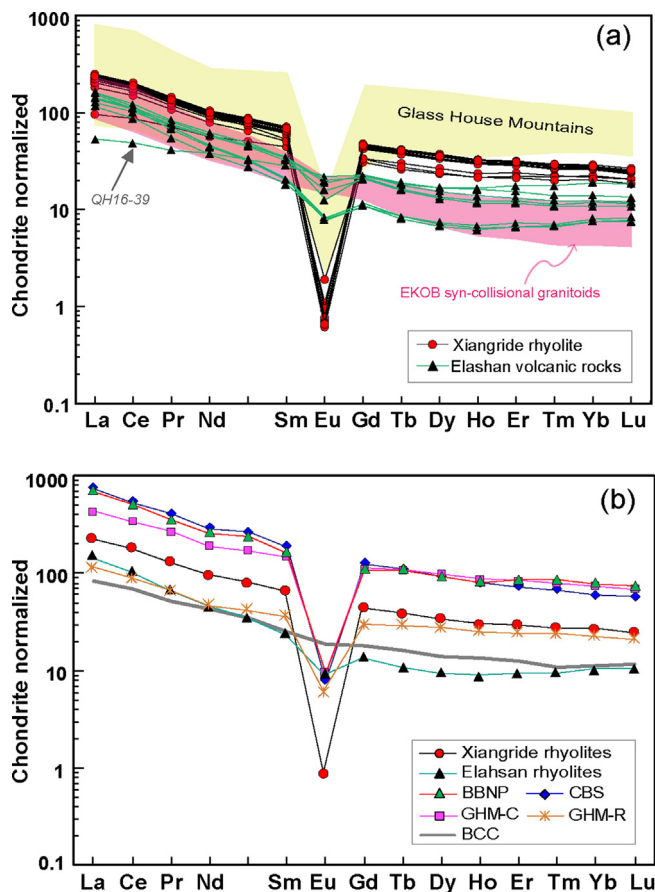 (a)
1000
100
10
1
0.1
Chondrite normalized
Glass House Mountains
QH16-39
EKOB syn-collisional granitoids
Xiangride rhyolite
Elashan volcanic rocks
La Ce Pr Nd Sm Eu Gd Tb Dy Ho Er Tm Yb Lu
(b)
1000
100
10
1
0.1
Chondrite normalized
Xiangride rhyolites
Elahsan rhyolites
BBNP CBS
GHM-C GHM-R
BCC
La Ce Pr Nd Sm Eu Gd Tb Dy Ho Er Tm Yb Lu